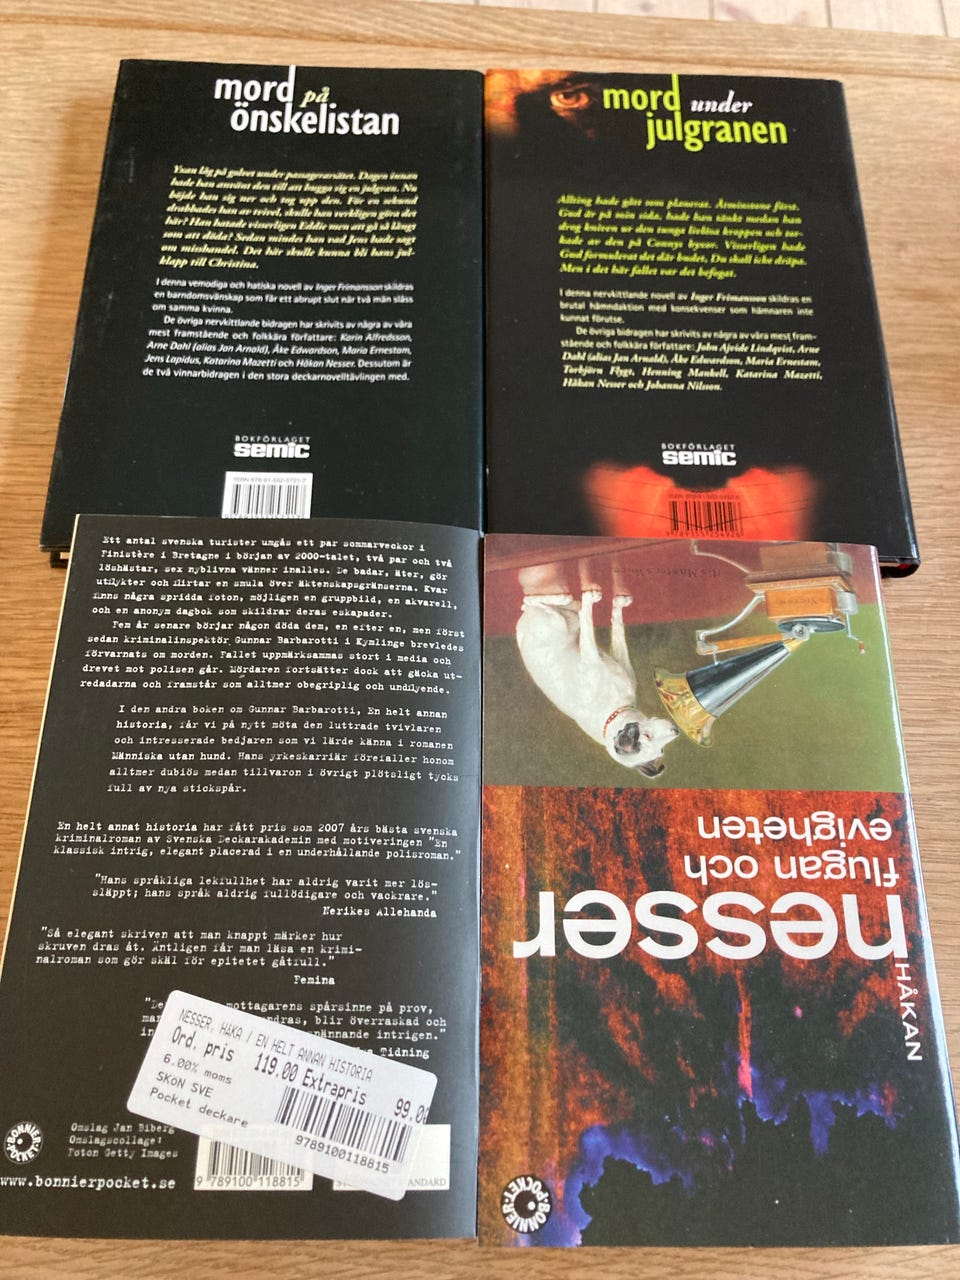 mord på
önskelistan
Ysan låg på golvet under passagerarsätet. Dagen innan
hade han använt den till att hugga sig en julgran. Nu
böjde han sig ner och tog upp den. För en sekund
drabbades han av tvivel, skulle han verkligen göra det
här? Han hatade visserligen Eddie men att gå så långt
som att döda? Sedan mindes han vad Jens hade sagt
om misshandel. Det här skulle kunna bli hans jul-
klapp till Christina.
I denna vemodiga och hatiska novell av Inger Frimansson skildras
en barndomsvänskap som får ett abrupt slut när två män slåss
om samma kvinna.
De övriga nervkittlande bidragen har skrivits av några av våra
mest framstående och folkkära författare: Karin Alfredsson,
Arne Dahl (alias Jan Arnald), Åke Edwardson, Maria Ernestam,
Jens Lapidus, Katarina Mazetti och Håkan Nesser. Dessutom är
de två vinnarbidragen i den stora deckarnovelltävlingen med.
BOKFÖRLAGET
semic
mord under
julgranen
Allting hade gått som planerat. Åtminstone först.
Gud är på min sida, hade han tänkt medan han
drog kniven ur den tunga livlösa kroppen och tor-
kade av den på Connys byxor. Visserligen hade
Gud formulerat det där budet, Du skall icke dräpa.
Men i det här fallet var det befogat.
I denna nervkittlande novell av Inger Frimansson skildras en
brutal hämndaktion med konsekvenser som hämnaren inte
kunnat förutse.
De övriga bidragen har skrivits av några av våra mest fram-
stående och folkkära författare: John Ajvide Lindqvist, Arne
Dahl (alias Jan Arnald), Åke Edwardson, Maria Ernestam,
Torbjörn Flygt, Henning Mankell, Katarina Mazetti,
Håkan Nesser och Johanna Nilsson.
BOKFÖRLAGET
semic
Ett antal svenska turister umgås ett par sommarveckor i
Finistère i Bretagne i början av 2000-talet, två par och två
löshästar, sex nyblivna vänner inalles. De badar, äter, gör
utflykter och flirtar en smula över äktenskapsgränserna. Kvar
finns några spridda foton, möjligen en gruppbild, en akvarell,
och en anonym dagbok som skildrar deras eskapader.
Fem år senare börjar någon döda dem, en efter en, men först
sedan kriminalinspektör Gunnar Barbarotti i Kymlinge brevledes
förvarnats om morden. Fallet uppmärksammas stort i media och
drevet mot polisen går. Mördaren fortsätter dock att gäcka ut-
redadarna och framstår som alltmer obegriplig och undflyende.
I den andra boken om Gunnar Barbarotti, En helt annan
historia, får vi på nytt möta den luttrade tvivlaren
och intresserade bedjaren som vi lärde känna i romanen
Människa utan hund. Hans yrkeskarriär förefaller honom
alltmer dubiös medan tillvaron i övrigt plötsligt tycks
full av nya stickspår.
En helt annat historia har fått pris som 2007 års bästa svenska
kriminalroman av Svenska Deckarakademin med motiveringen "En
klassisk intrig, elegant placerad i en underhållande polisroman."
"Hans språkliga lekfullhet har aldrig varit mer lös-
släppt; hans språk aldrig fullödigare och vackrare."
Nerikes Allehanda
"Så elegant skriven att man knappt märker hur
skruven dras åt. Äntligen får man läsa en krimi-
nalroman som gör skäl för epitetet gåtfull."
Femina
mottagarens spårsinne på prov,
blir överraskad och
spännande intrigen."
Tidning
NESSER, HÅKA / EN HELT ANNAN HISTORIA
Ord. pris 119.00 Extrapris 99.00
6.00% moms
SKÖN SVE
Pocket deckare
9789100118815
Omslag Jan Biberg
Omslagscollage:
Foton Getty Images
BONNIER POCKET
www.bonnierpocket.se
9 789100 118815
HÅKAN
nesser
flugan och
evigheten
His Master's Voice
BONNIER POCKET